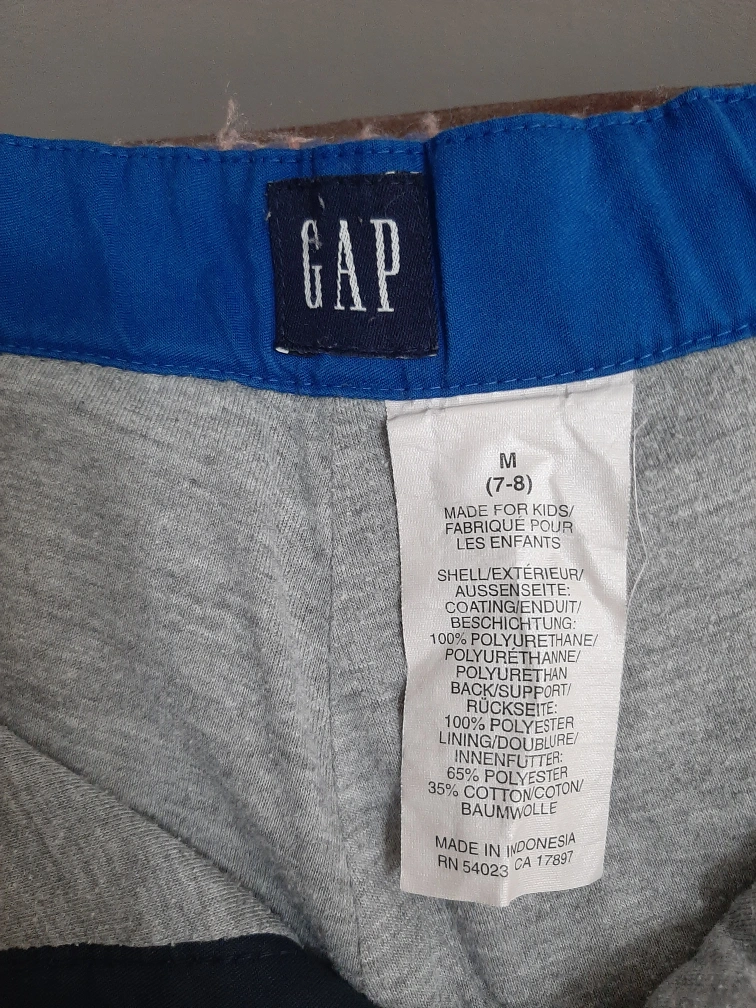 GAP
M
(7-8)
MADE FOR KIDS/
FABRIQUÉ POUR
LES ENFANTS
SHELL/EXTÉRIEUR/
AUSSENSEITE:
COATING/ENDUIT/
BESCHICHTUNG:
100% POLYURETHANE/
POLYURÉTHANNE/
POLYURETHAN
BACK/SUPPORT/
RÜCKSEITE:
100% POLYESTER
LINING/DOUBLURE/
INNENFUTTER:
65% POLYESTER
35% COTTON/COTON/
BAUMWOLLE
MADE IN INDONESIA
RN 54023 CA 17897